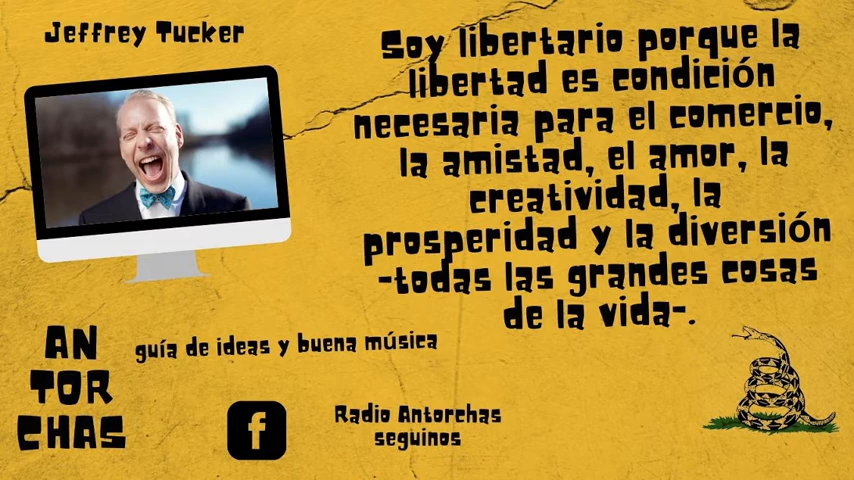 Jeffrey Tucker
Soy libertario porque la
libertad es condición
necesaria para el comercio,
la amistad, el amor, la
creatividad, la
prosperidad y la diversión
-todas las grandes cosas
de la vida-.
AN
TOR
CHAS
guía de ideas y buena música
f
Radio Antorchas
seguinos